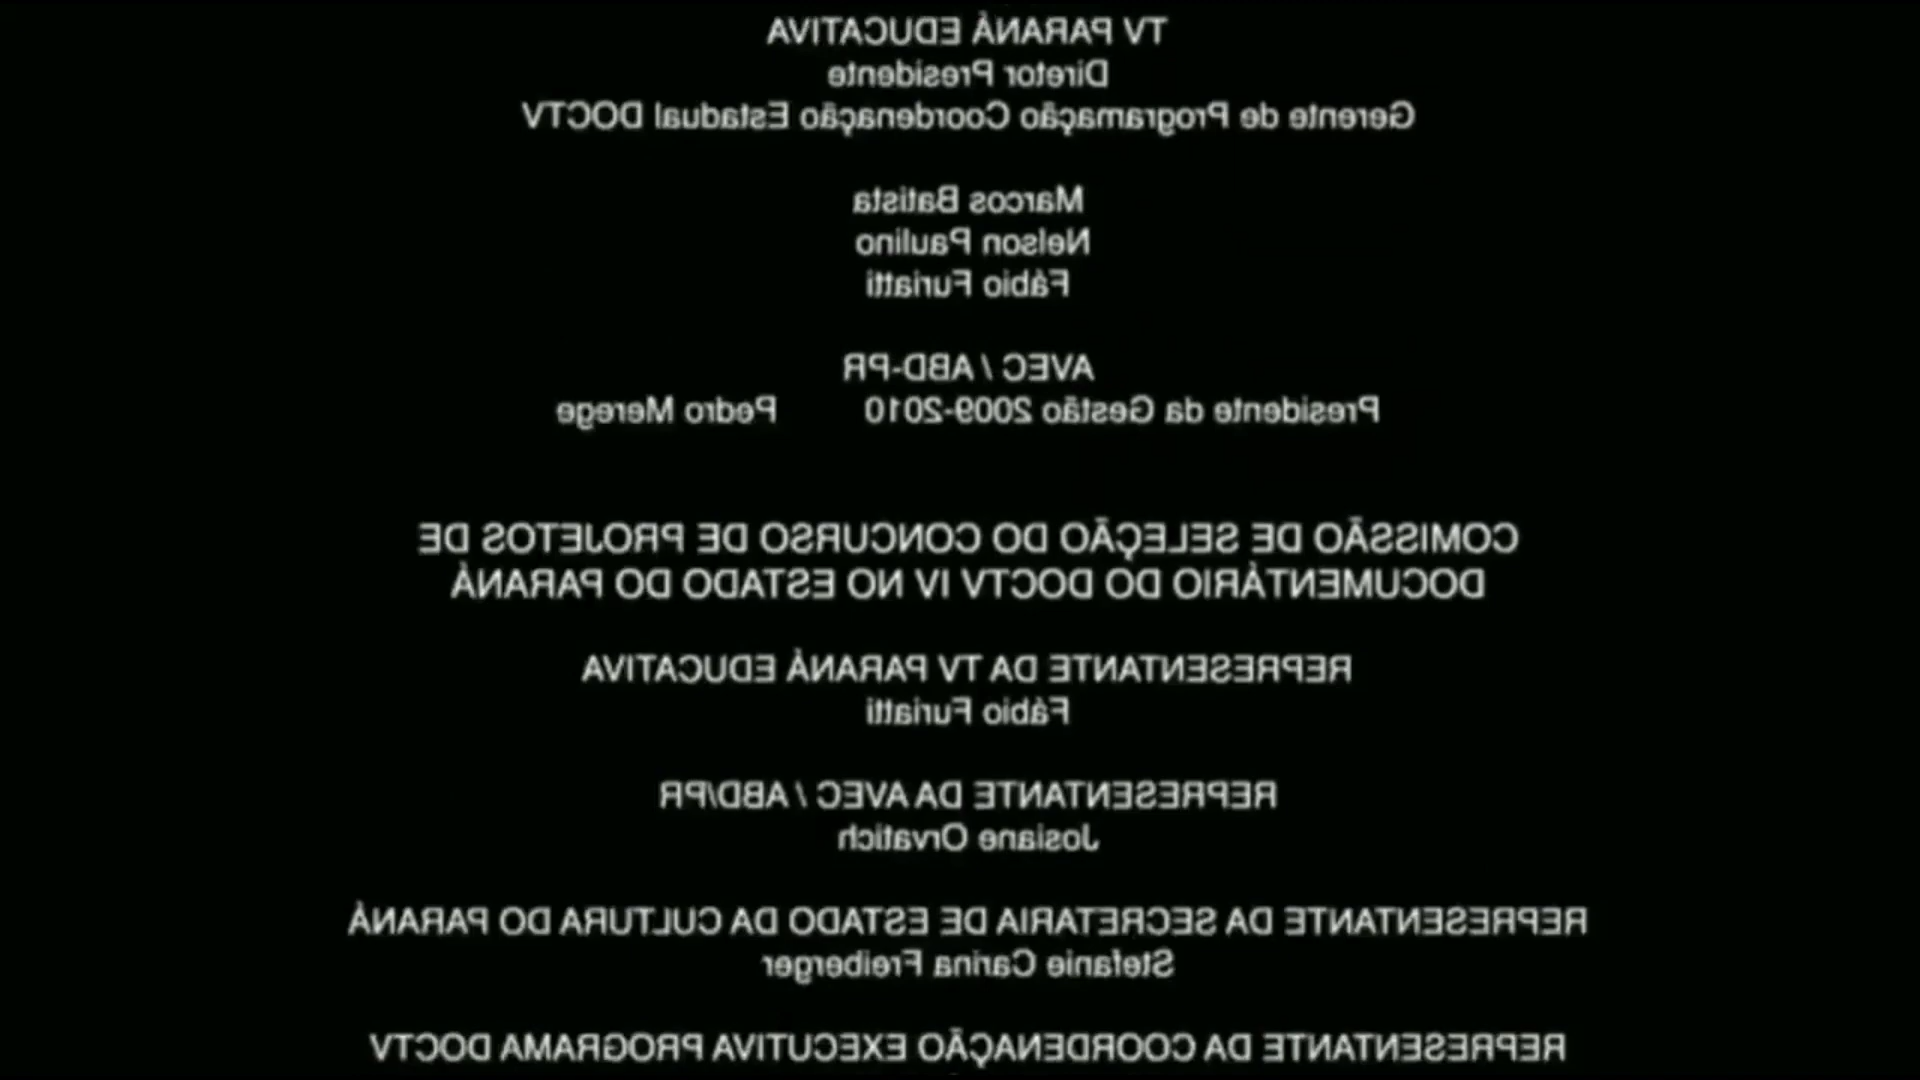 TV PARANÁ EDUCATIVA
Diretor Presidente
Gerente de Programação Coordenação Estadual DOCTV
Marcos Batista
Nelson Paulino
Fábio Furiatti
AVEC / ABD-PR
Presidente da Gestão 2009-2010 Pedro Merege
COMISSÃO DE SELEÇÃO DO CONCURSO DE PROJETOS DE
DOCUMENTÁRIO DO DOCTV IV NO ESTADO DO PARANÁ
REPRESENTANTE DA TV PARANÁ EDUCATIVA
Fábio Furiatti
REPRESENTANTE DA AVEC / ABD/PR
Josiane Orvatich
REPRESENTANTE DA SECRETARIA DE ESTADO DA CULTURA DO PARANÁ
Stefanie Carina Freiberger
REPRESENTANTE DA COORDENAÇÃO EXECUTIVA PROGRAMA DOCTV